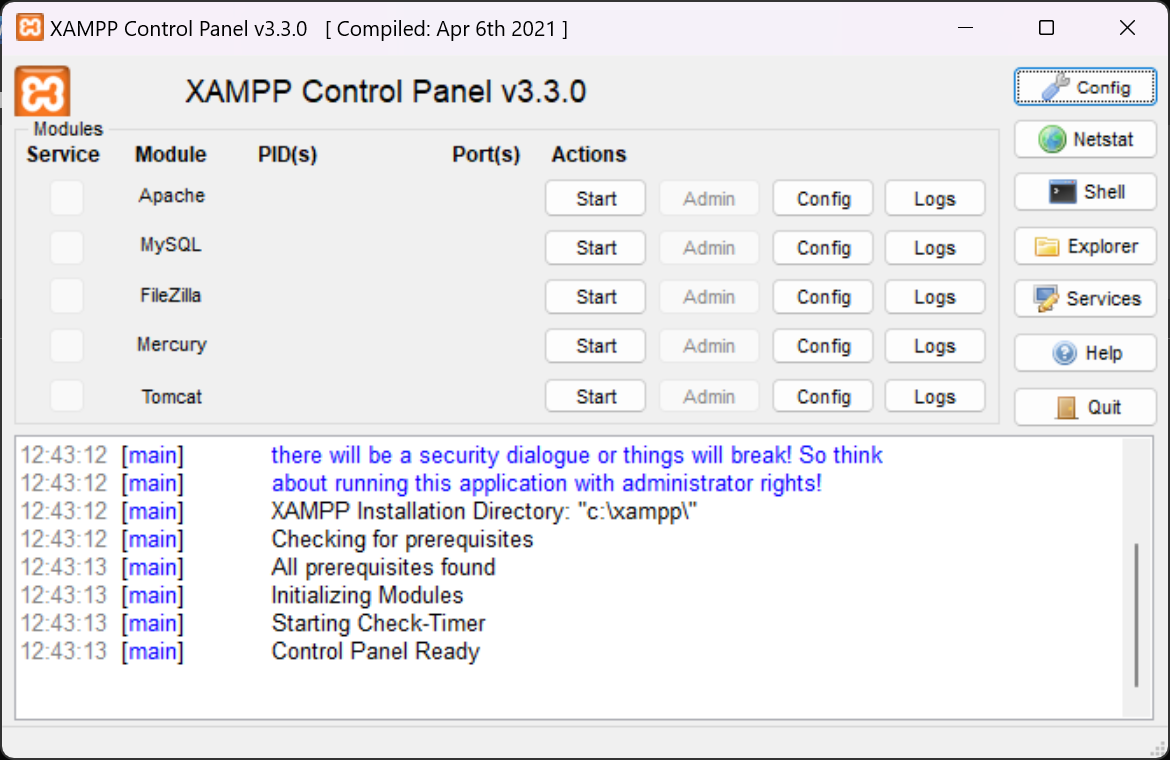 XAMPP Control Panel v3.3.0 [ Compiled: Apr 6th 2021 ]
XAMPP Control Panel v3.3.0
Config
Modules
Service Module PID(s) Port(s) Actions
Netstat
Apache Start Admin Config Logs
Shell
MySQL Start Admin Config Logs
Explorer
FileZilla Start Admin Config Logs
Services
Mercury Start Admin Config Logs
Help
Tomcat Start Admin Config Logs
Quit
12:43:12 [main] there will be a security dialogue or things will break! So think
12:43:12 [main] about running this application with administrator rights!
12:43:12 [main] XAMPP Installation Directory: "c:\xampp\"
12:43:12 [main] Checking for prerequisites
12:43:13 [main] All prerequisites found
12:43:13 [main] Initializing Modules
12:43:13 [main] Starting Check-Timer
12:43:13 [main] Control Panel Ready